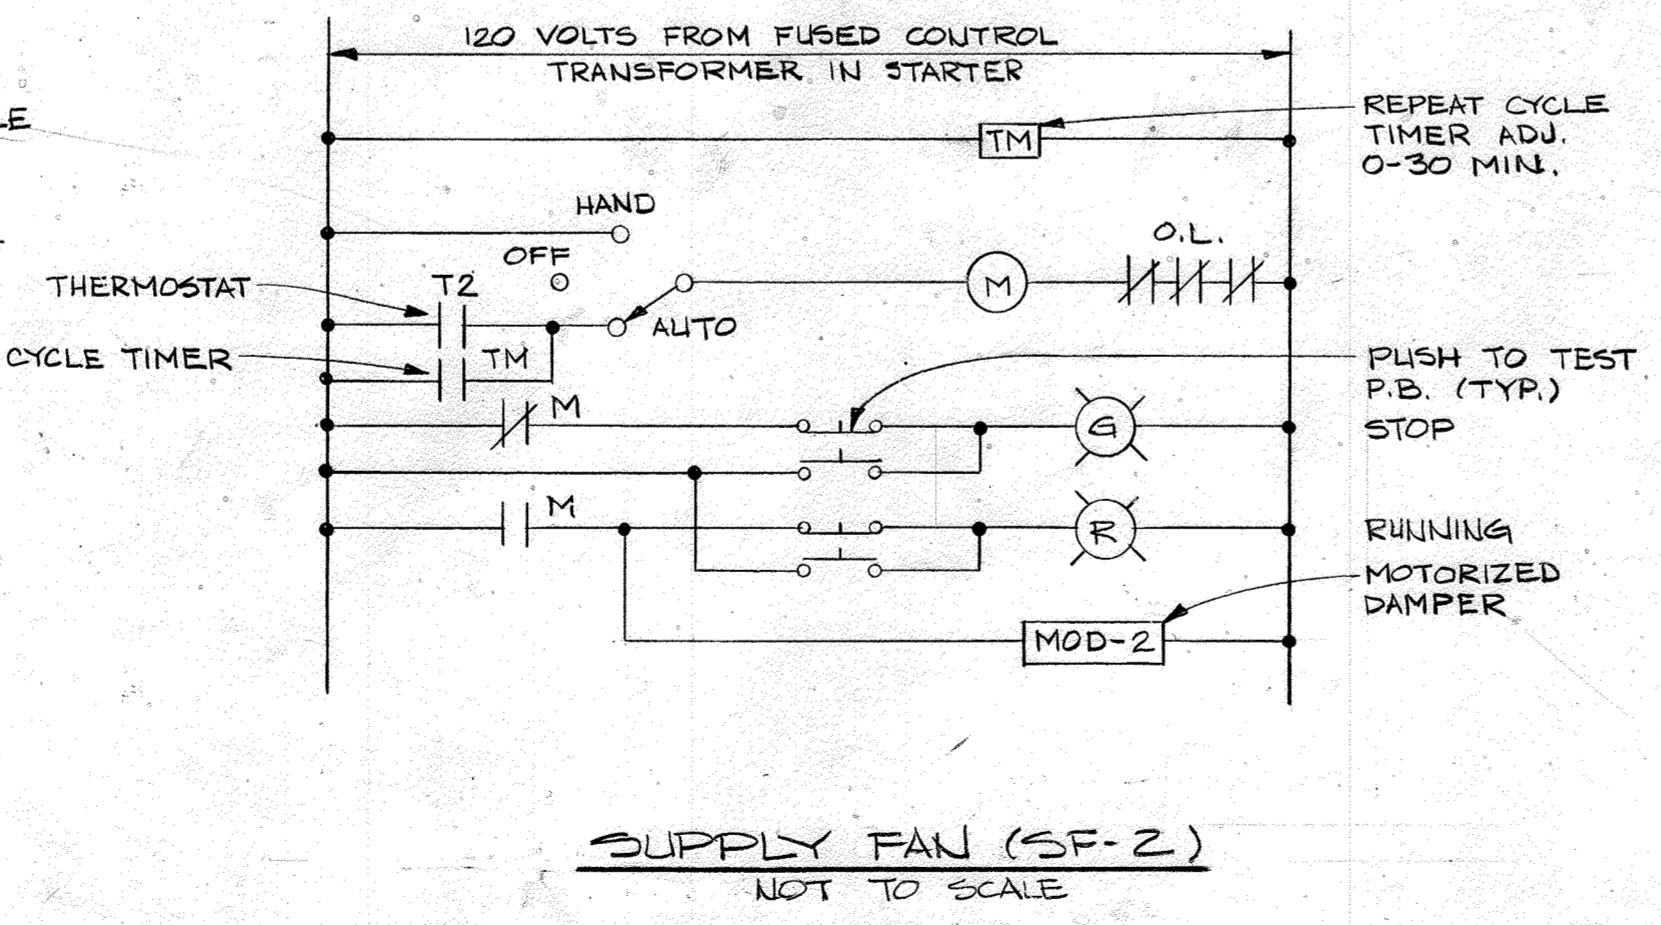 120 VOLTS FROM FUSED CONTROL
TRANSFORMER IN STARTER
LE
TM
REPEAT CYCLE
TIMER ADJ.
0-30 MIN.
HAND
OFF
O.L.
THERMOSTAT
T2
M
AUTO
CYCLE TIMER
TM
PUSH TO TEST
P.B. (TYP.)
M
G
STOP
M
R
RUNNING
MOTORIZED
DAMPER
MOD-2
SUPPLY FAN (SF-2)
NOT TO SCALE